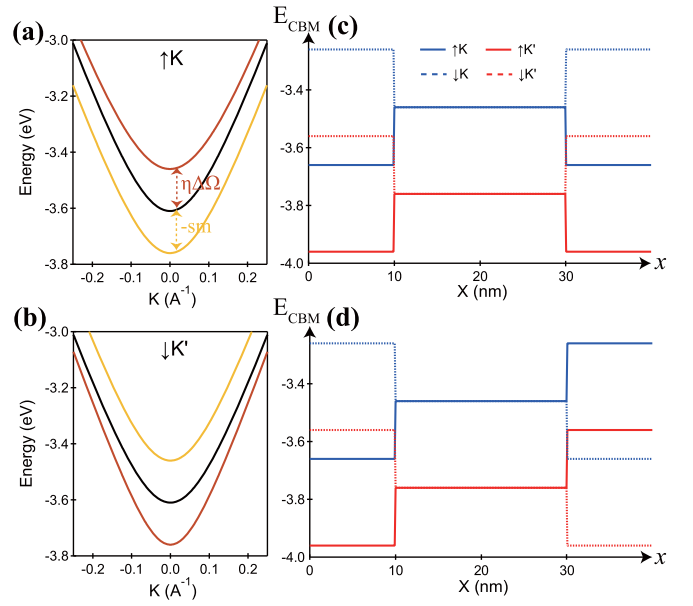 (a)
↑K
Energy (eV)
-3.0
-3.2
-3.4
-3.6
-3.8
ηΔΩ
-sm
-0.2
-0.1
0.0
0.1
0.2
K (A⁻¹)
E_CBM (c)
↑K
↑K'
↓K
↓K'
-3.4
-3.6
-3.8
-4.0
0
10
20
30
x
X (nm)
(b)
↓K'
Energy (eV)
-3.0
-3.2
-3.4
-3.6
-3.8
-0.2
-0.1
0.0
0.1
0.2
K (A⁻¹)
E_CBM (d)
-3.4
-3.6
-3.8
-4.0
0
10
20
30
x
X (nm)